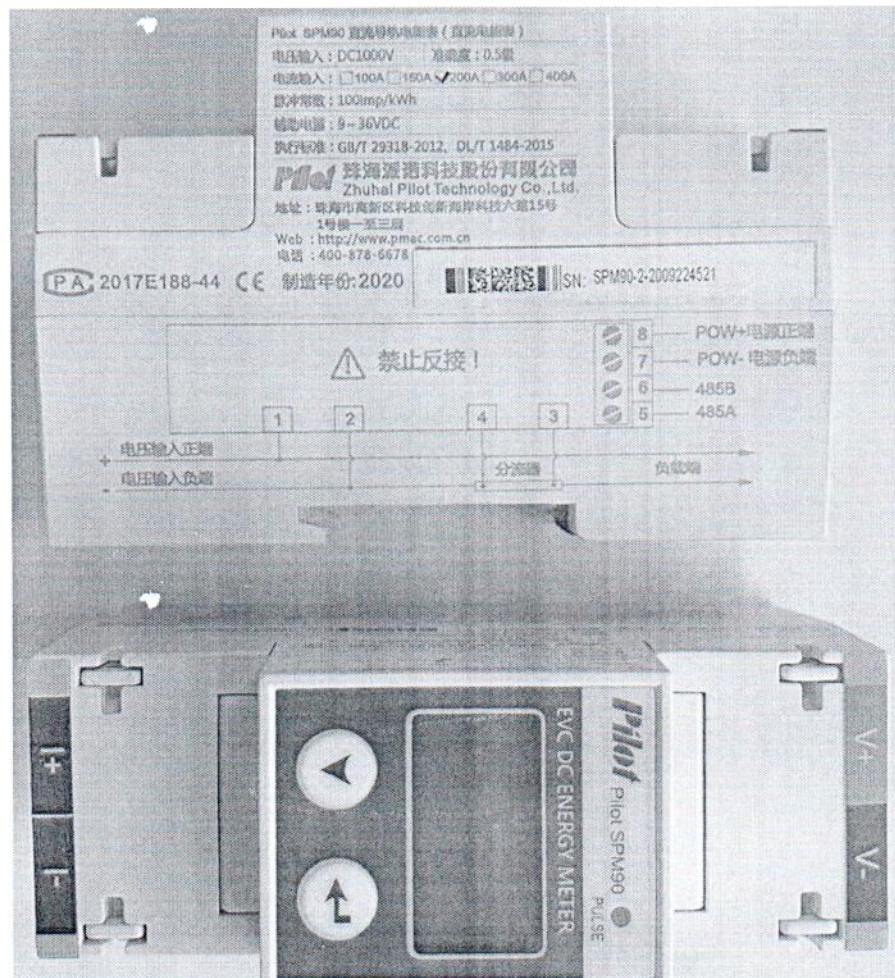 Pilot SPM90 直流导轨电能表（直流电能表）
电压输入：DC1000V 准确度：0.5级
电流输入：□100A□150A☑200A□300A□400A
脉冲常数：100imp/kWh
辅助电源：9~36VDC
执行标准：GB/T 29318-2012, DL/T 1484-2015
Pilot 珠海派诺科技股份有限公司
Zhuhai Pilot Technology Co.,Ltd.
地址：珠海市高新区科技创新海岸科技六路15号
1号楼一至三层
Web：http://www.pmac.com.cn
电话：400-878-6678
PA 2017E188-44 CE 制造年份:2020 SN: SPM90-2-2009224521
禁止反接！
8 POW+电源正端
7 POW- 电源负端
6 485B
5 485A
1 2 4 3
+ 电压输入正端
- 电压输入负端 分流器 负载端
I+
I-
EVC DC ENERGY METER
Pilot Pilot SPM90
PULSE
V+
V-